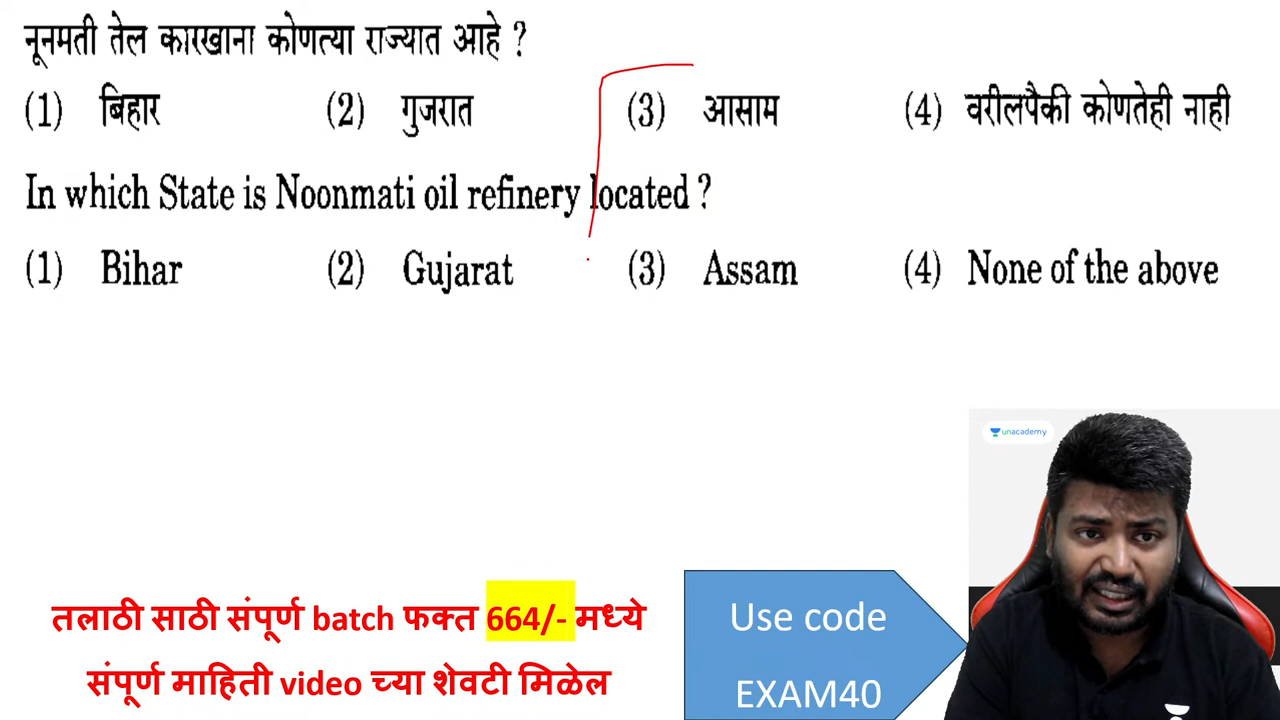 नूनमती तेल कारखाना कोणत्या राज्यात आहे ?
(1) बिहार (2) गुजरात (3) आसाम (4) वरीलपैकी कोणतेही नाही
In which State is Noonmati oil refinery located ?
(1) Bihar (2) Gujarat (3) Assam (4) None of the above
unacademy
तलाठी साठी संपूर्ण batch फक्त 664/- मध्ये
संपूर्ण माहिती video च्या शेवटी मिळेल
Use code
EXAM40